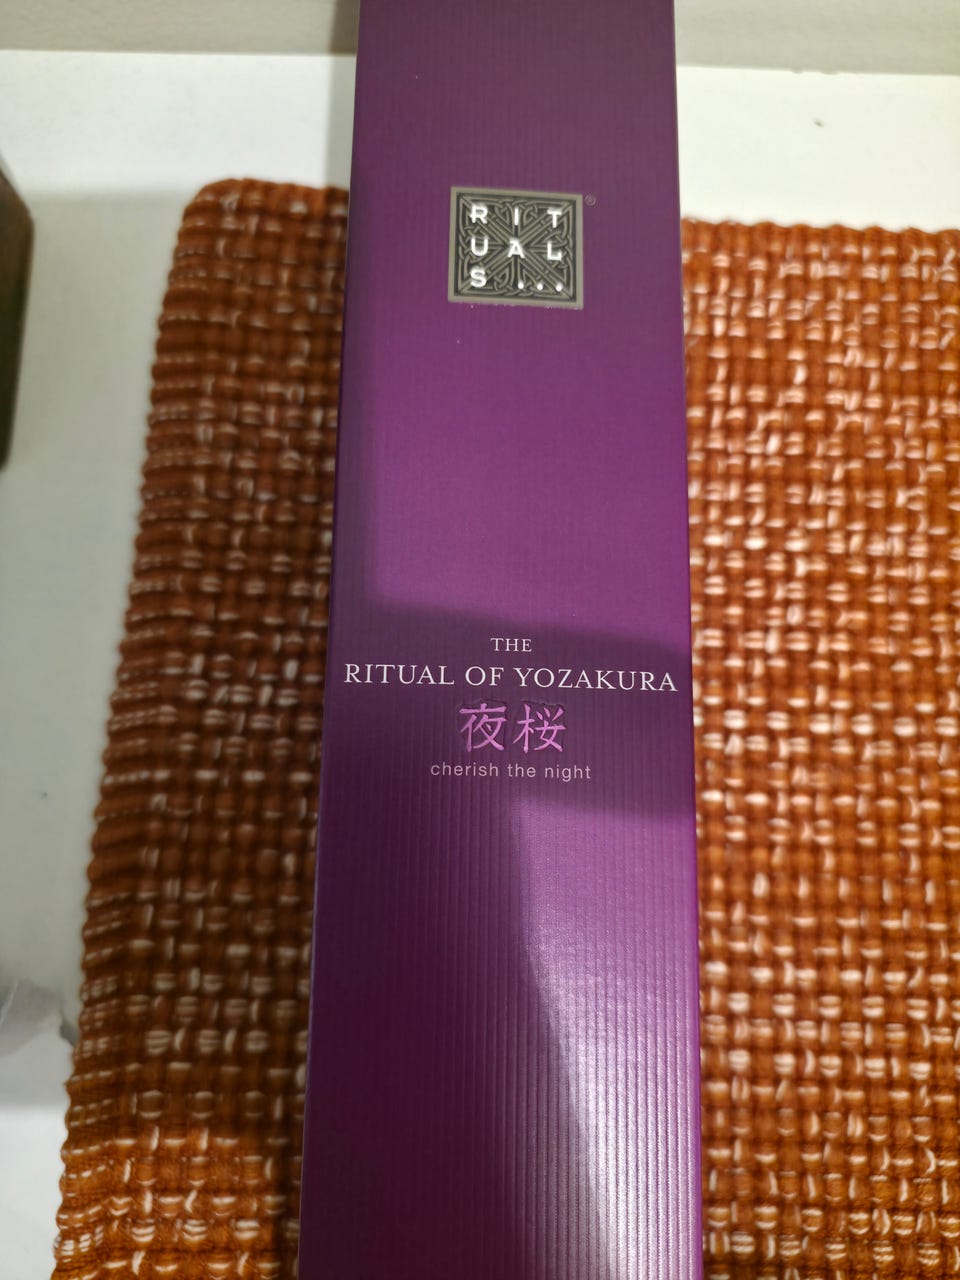 RIT
UAL
S...
®
THE
RITUAL OF YOZAKURA
夜桜
cherish the night